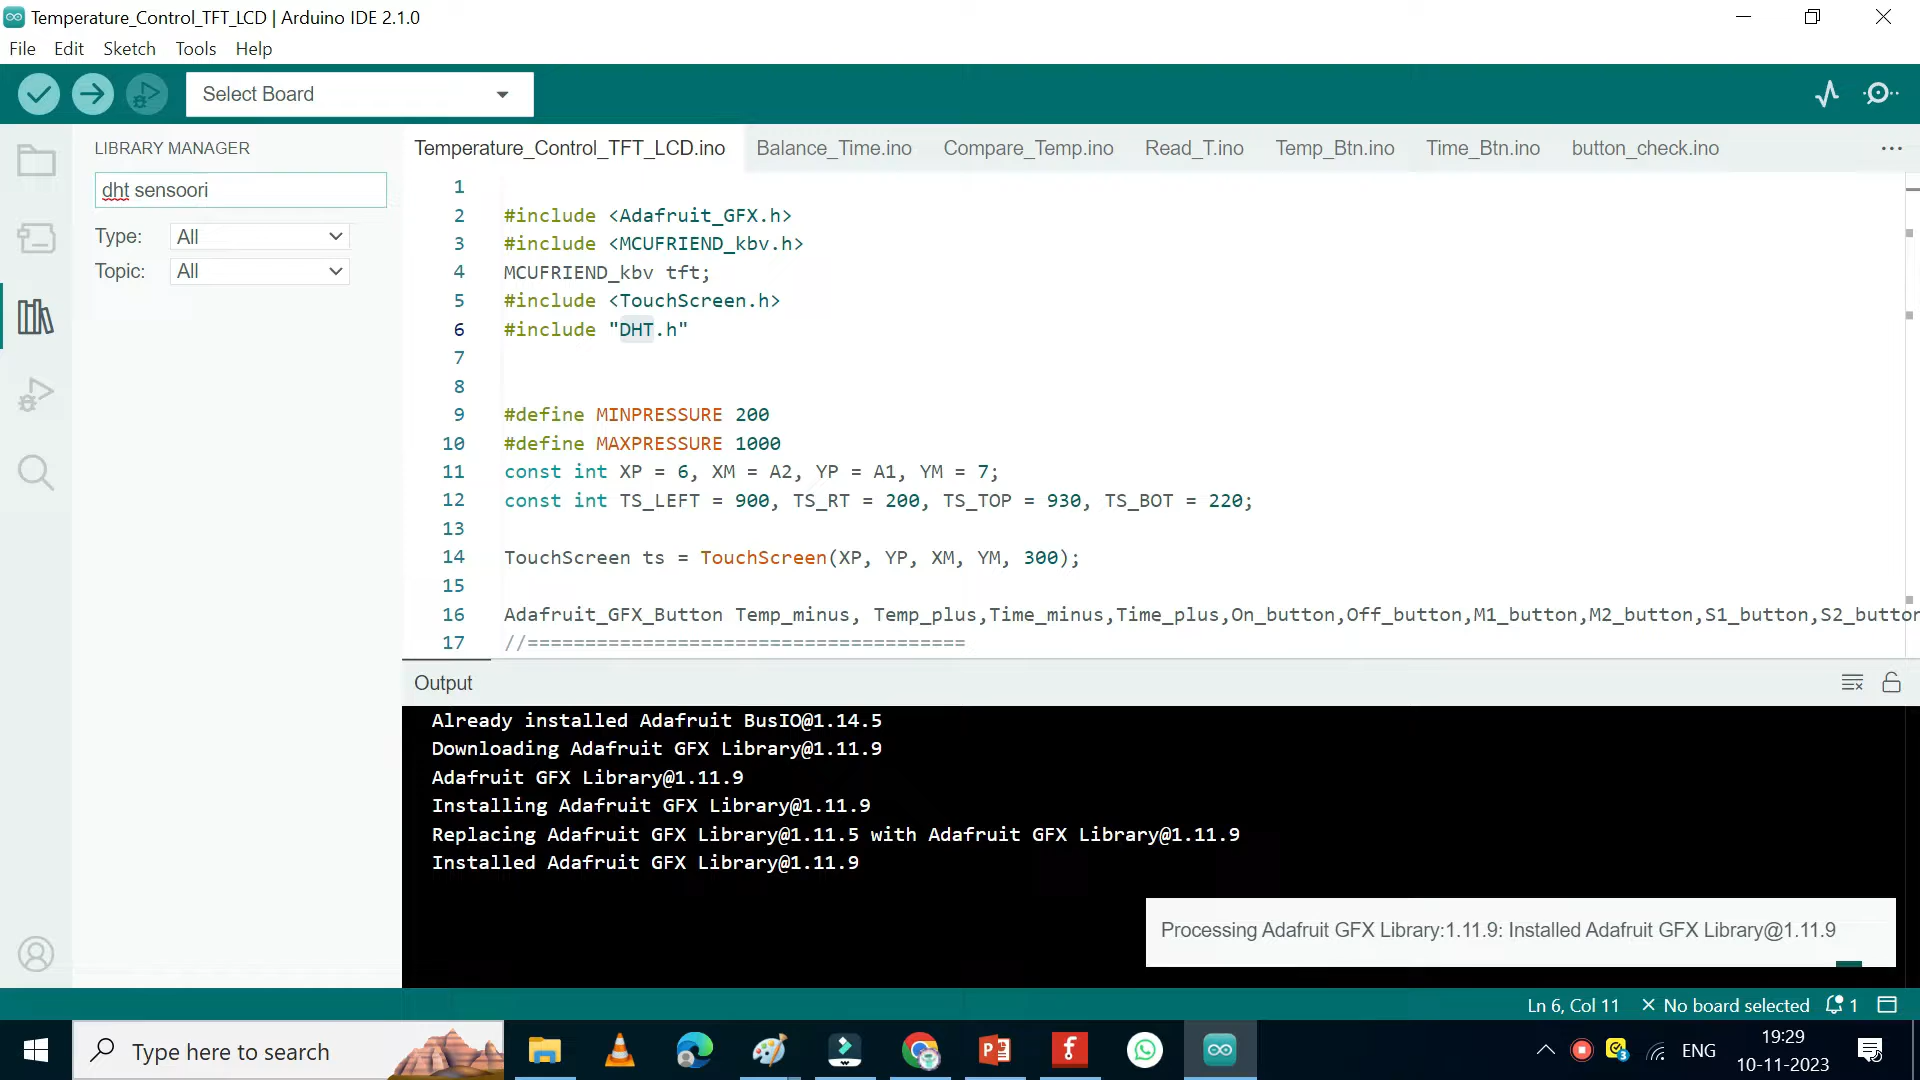 Temperature_Control_TFT_LCD | Arduino IDE 2.1.0
File Edit Sketch Tools Help
Select Board
LIBRARY MANAGER
dht sensoori
Type: All
Topic: All
Temperature_Control_TFT_LCD.ino Balance_Time.ino Compare_Temp.ino Read_T.ino Temp_Btn.ino Time_Btn.ino button_check.ino ...
1
2 #include <Adafruit_GFX.h>
3 #include <MCUFRIEND_kbv.h>
4 MCUFRIEND_kbv tft;
5 #include <TouchScreen.h>
6 #include "DHT.h"
7
8
9 #define MINPRESSURE 200
10 #define MAXPRESSURE 1000
11 const int XP = 6, XM = A2, YP = A1, YM = 7;
12 const int TS_LEFT = 900, TS_RT = 200, TS_TOP = 930, TS_BOT = 220;
13
14 TouchScreen ts = TouchScreen(XP, YP, XM, YM, 300);
15
16 Adafruit_GFX_Button Temp_minus, Temp_plus,Time_minus,Time_plus,On_button,Off_button,M1_button,M2_button,S1_button,S2_button
17 //======================================
Output
Already installed Adafruit BusIO@1.14.5
Downloading Adafruit GFX Library@1.11.9
Adafruit GFX Library@1.11.9
Installing Adafruit GFX Library@1.11.9
Replacing Adafruit GFX Library@1.11.5 with Adafruit GFX Library@1.11.9
Installed Adafruit GFX Library@1.11.9
Processing Adafruit GFX Library:1.11.9: Installed Adafruit GFX Library@1.11.9
Ln 6, Col 11 × No board selected 1
Type here to search
ENG
19:29
10-11-2023